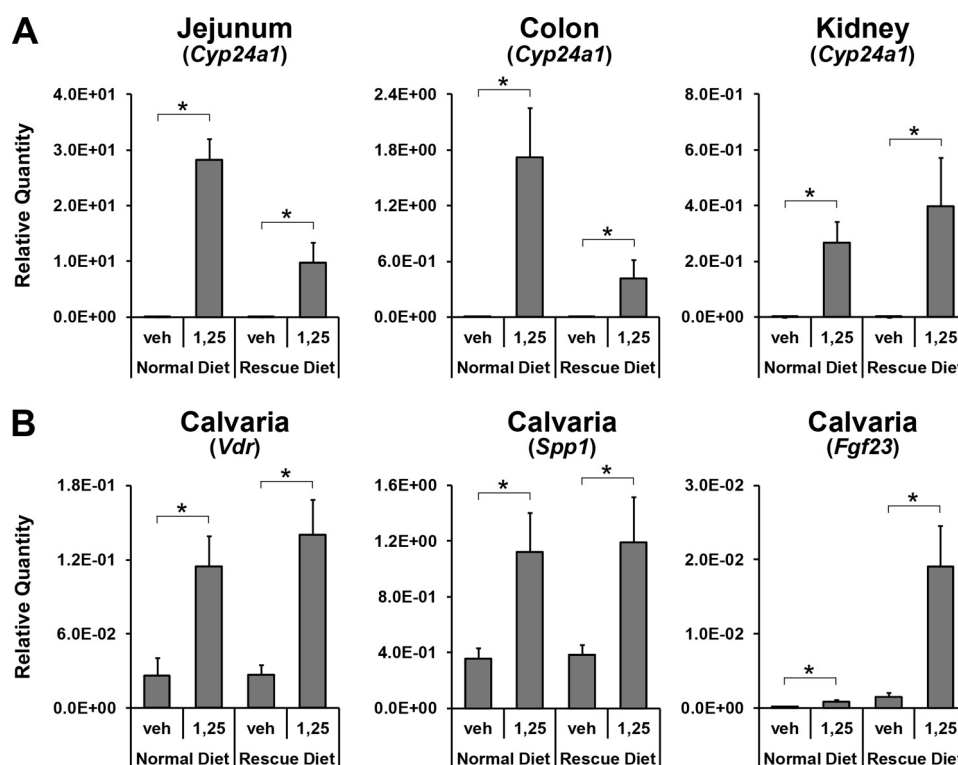 A
Jejunum
(Cyp24a1)
Relative Quantity
4.0E+01
3.0E+01
2.0E+01
1.0E+01
0.0E+00
*
*
veh 1,25 veh 1,25
Normal Diet Rescue Diet
Colon
(Cyp24a1)
2.4E+00
1.8E+00
1.2E+00
6.0E-01
0.0E+00
*
*
veh 1,25 veh 1,25
Normal Diet Rescue Diet
Kidney
(Cyp24a1)
8.0E-01
6.0E-01
4.0E-01
2.0E-01
0.0E+00
*
*
veh 1,25 veh 1,25
Normal Diet Rescue Diet
B
Calvaria
(Vdr)
Relative Quantity
1.8E-01
1.2E-01
6.0E-02
0.0E+00
*
*
veh 1,25 veh 1,25
Normal Diet Rescue Diet
Calvaria
(Spp1)
1.6E+00
1.2E+00
8.0E-01
4.0E-01
0.0E+00
*
*
veh 1,25 veh 1,25
Normal Diet Rescue Diet
Calvaria
(Fgf23)
3.0E-02
2.0E-02
1.0E-02
0.0E+00
*
*
veh 1,25 veh 1,25
Normal Diet Rescue Diet